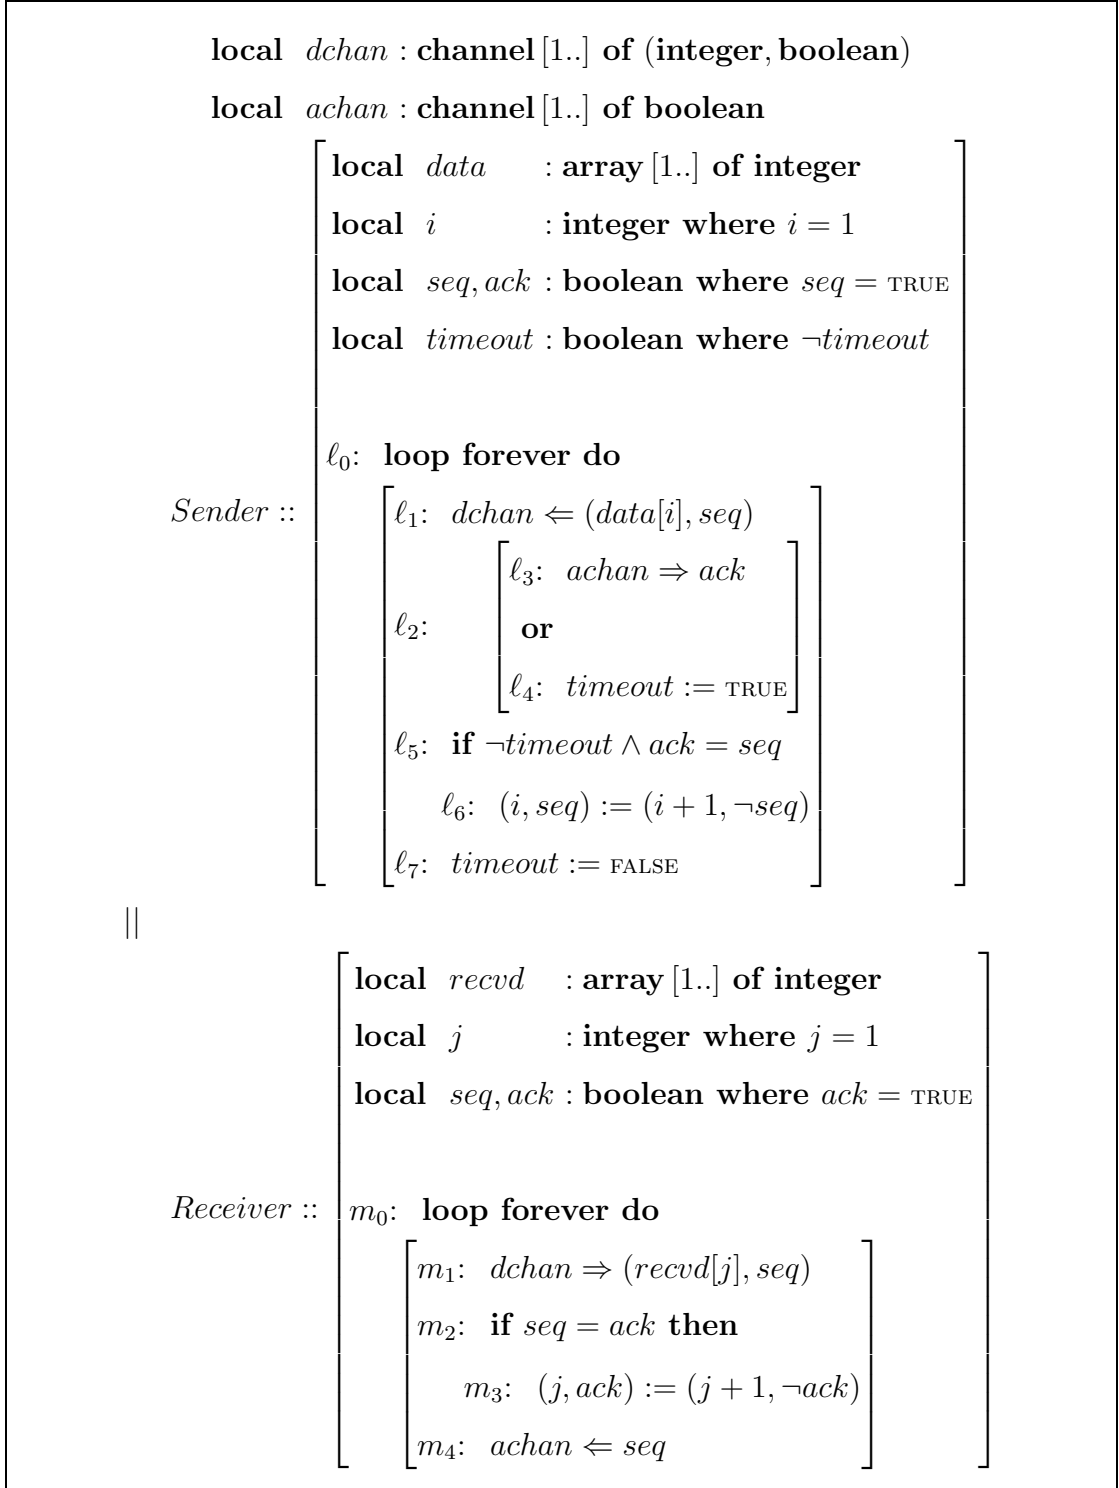 local dchan : channel [1..] of (integer, boolean)
local achan : channel [1..] of boolean
local data : array [1..] of integer
local i : integer where i = 1
local seq, ack : boolean where seq = TRUE
local timeout : boolean where ¬timeout
ℓ0: loop forever do
Sender ::
ℓ1: dchan ⇐ (data[i], seq)
ℓ2:
ℓ3: achan ⇒ ack
or
ℓ4: timeout := TRUE
ℓ5: if ¬timeout ∧ ack = seq
ℓ6: (i, seq) := (i + 1, ¬seq)
ℓ7: timeout := FALSE
||
local recvd : array [1..] of integer
local j : integer where j = 1
local seq, ack : boolean where ack = TRUE
Receiver :: m0: loop forever do
m1: dchan ⇒ (recvd[j], seq)
m2: if seq = ack then
m3: (j, ack) := (j + 1, ¬ack)
m4: achan ⇐ seq